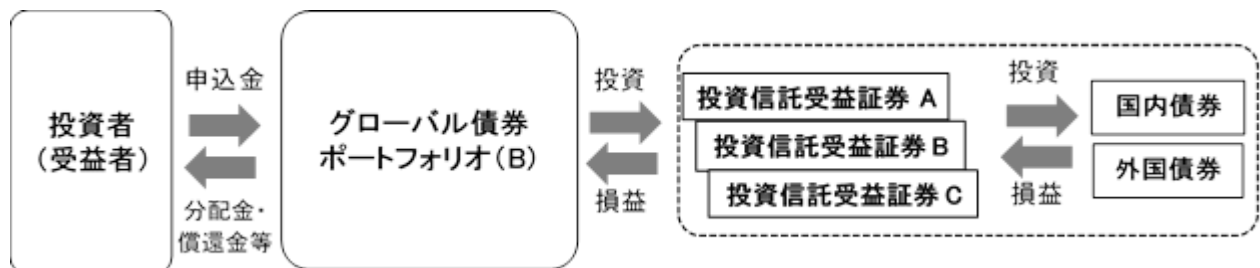 投資者
（受益者）
申込金
分配金・
償還金等
グローバル債券
ポートフォリオ（B）
投資
損益
投資信託受益証券 A
投資信託受益証券 B
投資信託受益証券 C
投資
損益
国内債券
外国債券